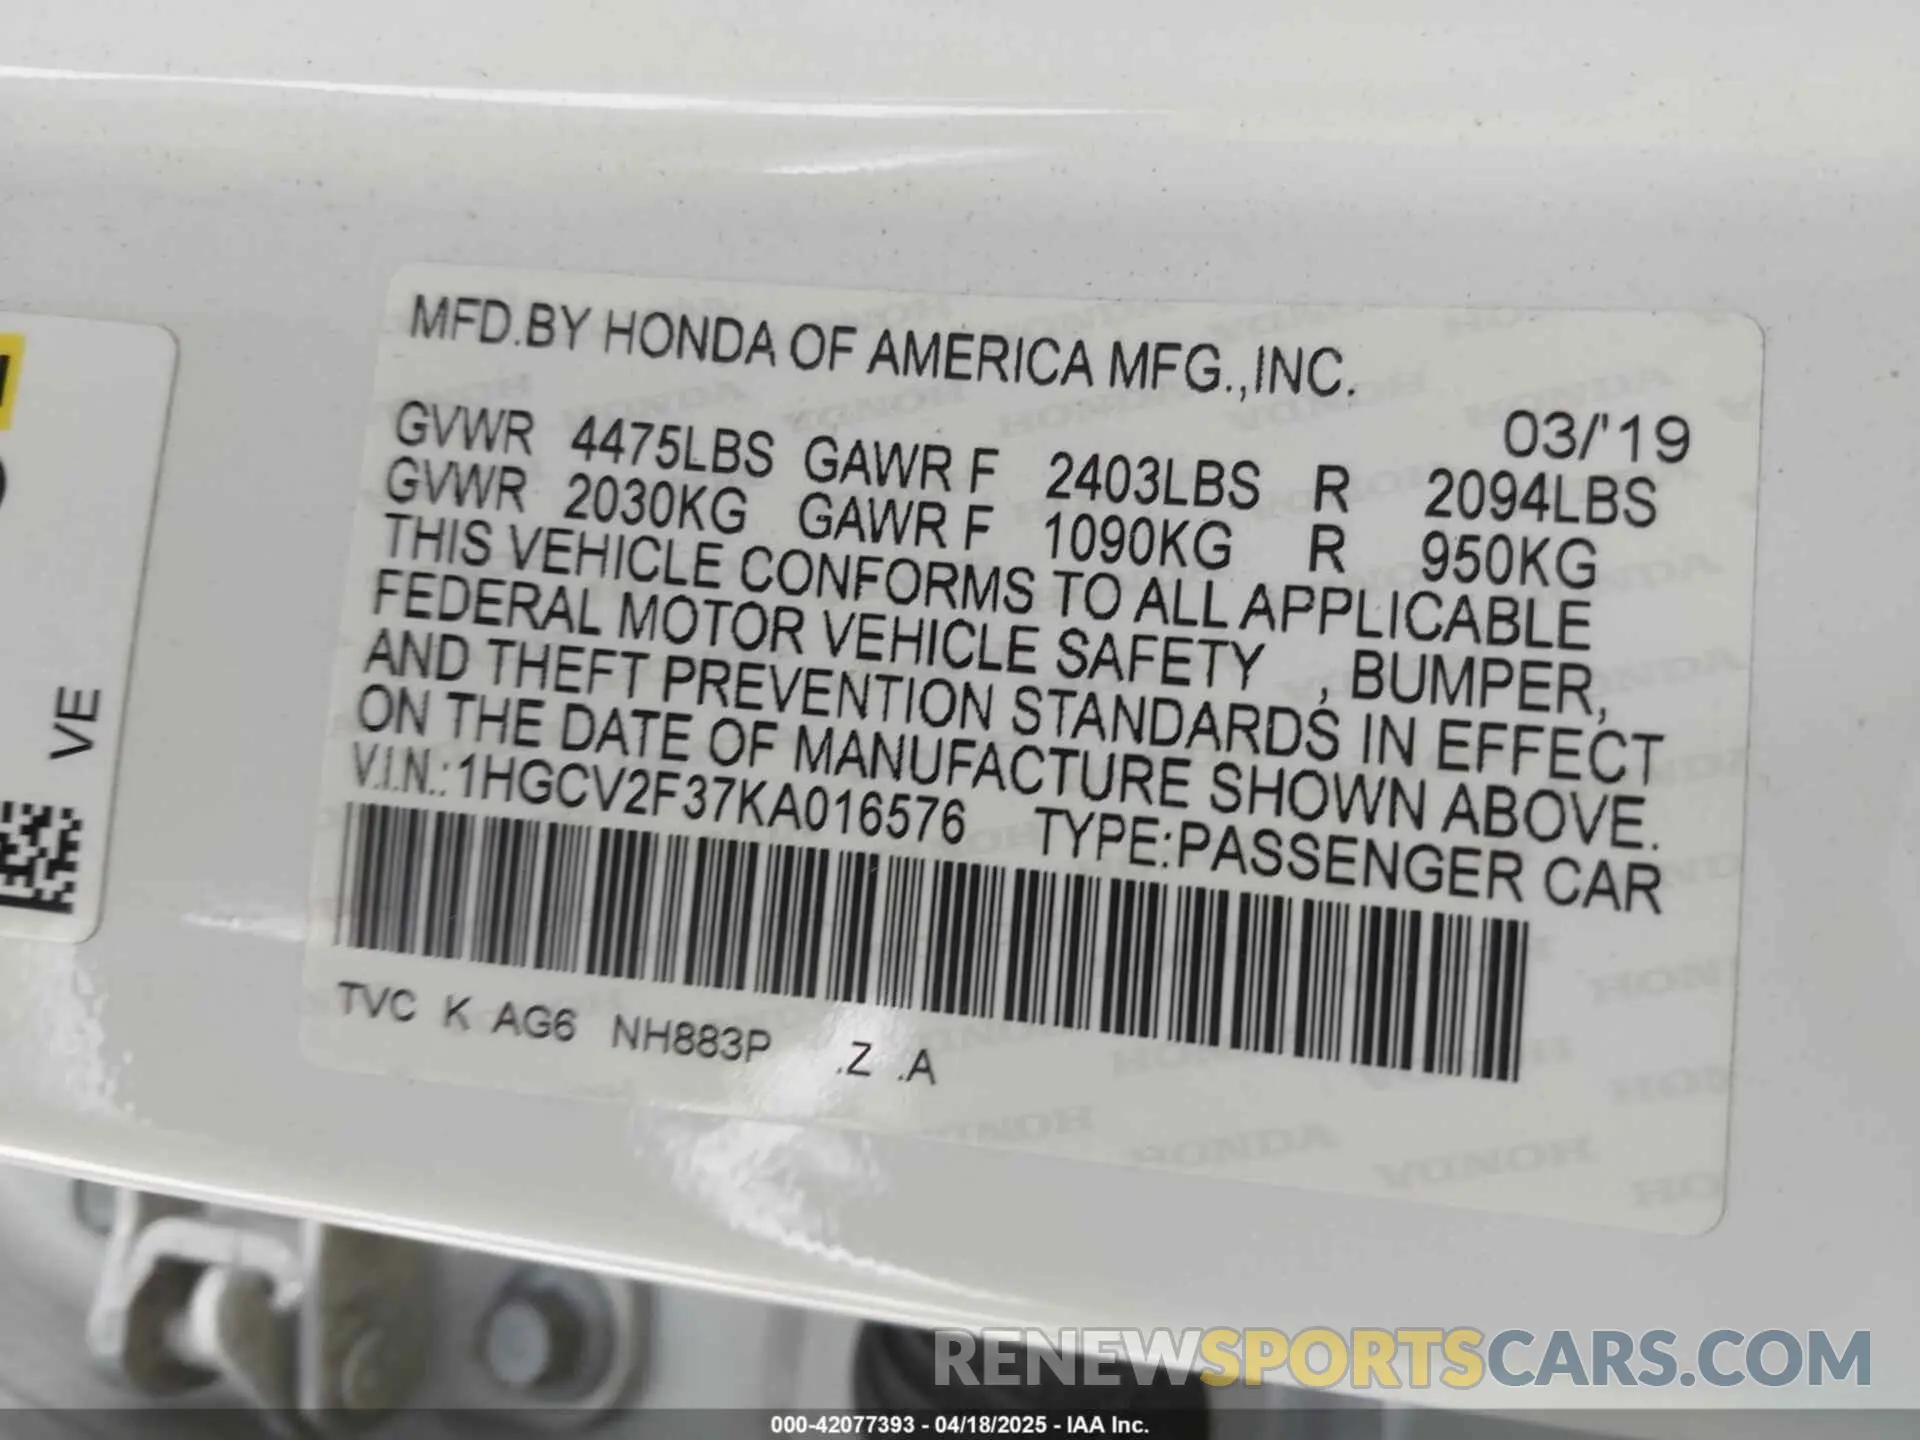 MFD.BY HONDA OF AMERICA MFG.,INC.
03/'19
GVWR 4475LBS GAWR F 2403LBS R 2094LBS
GVWR 2030KG GAWR F 1090KG R 950KG
THIS VEHICLE CONFORMS TO ALL APPLICABLE
FEDERAL MOTOR VEHICLE SAFETY , BUMPER,
AND THEFT PREVENTION STANDARDS IN EFFECT
ON THE DATE OF MANUFACTURE SHOWN ABOVE.
V.I.N.:1HGCV2F37KA016576 TYPE:PASSENGER CAR
TVC K AG6 NH883P .Z .A
VE
RENEWSPORTSCARS.COM
000-42077393 - 04/18/2025 - IAA Inc.